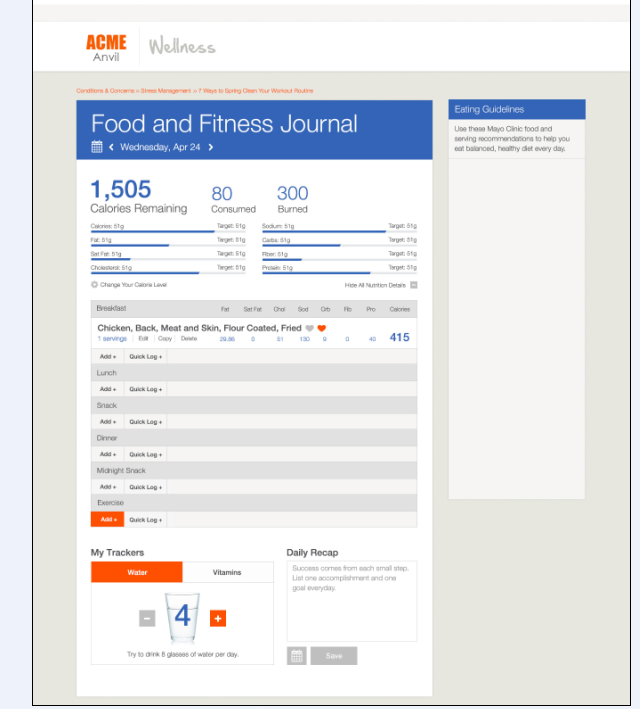 ACME
Anvil
Wellness
Conditions & Concerns » Stress Management » 7 Ways to Spring Clean Your Workout Routine
Food and Fitness Journal
Wednesday, Apr 24
Eating Guidelines
Use these Mayo Clinic food and
serving recommendations to help you
eat balanced, healthy diet every day.
1,505 80 300
Calories Remaining Consumed Burned
Calories: 51g Target: 51g Sodium: 51g Target: 51g
Fat: 51g Target: 51g Carbs: 51g Target: 51g
Sat Fat: 51g Target: 51g Fiber: 51g Target: 51g
Cholesterol: 51g Target: 51g Protein: 51g Target: 51g
Change Your Calorie Level Hide All Nutrition Details
Breakfast Fat Sat Fat Chol Sod Crb Fib Pro Calories
Chicken, Back, Meat and Skin, Flour Coated, Fried
1 servings Edit Copy Delete 29.86 0 51 130 9 0 40 415
Add + Quick Log +
Lunch
Add + Quick Log +
Snack
Add + Quick Log +
Dinner
Add + Quick Log +
Midnight Snack
Add + Quick Log +
Exercise
Add + Quick Log +
My Trackers
Water Vitamins
- 4 +
Try to drink 8 glasses of water per day.
Daily Recap
Success comes from each small step.
List one accomplishment and one
goal everyday.
Save